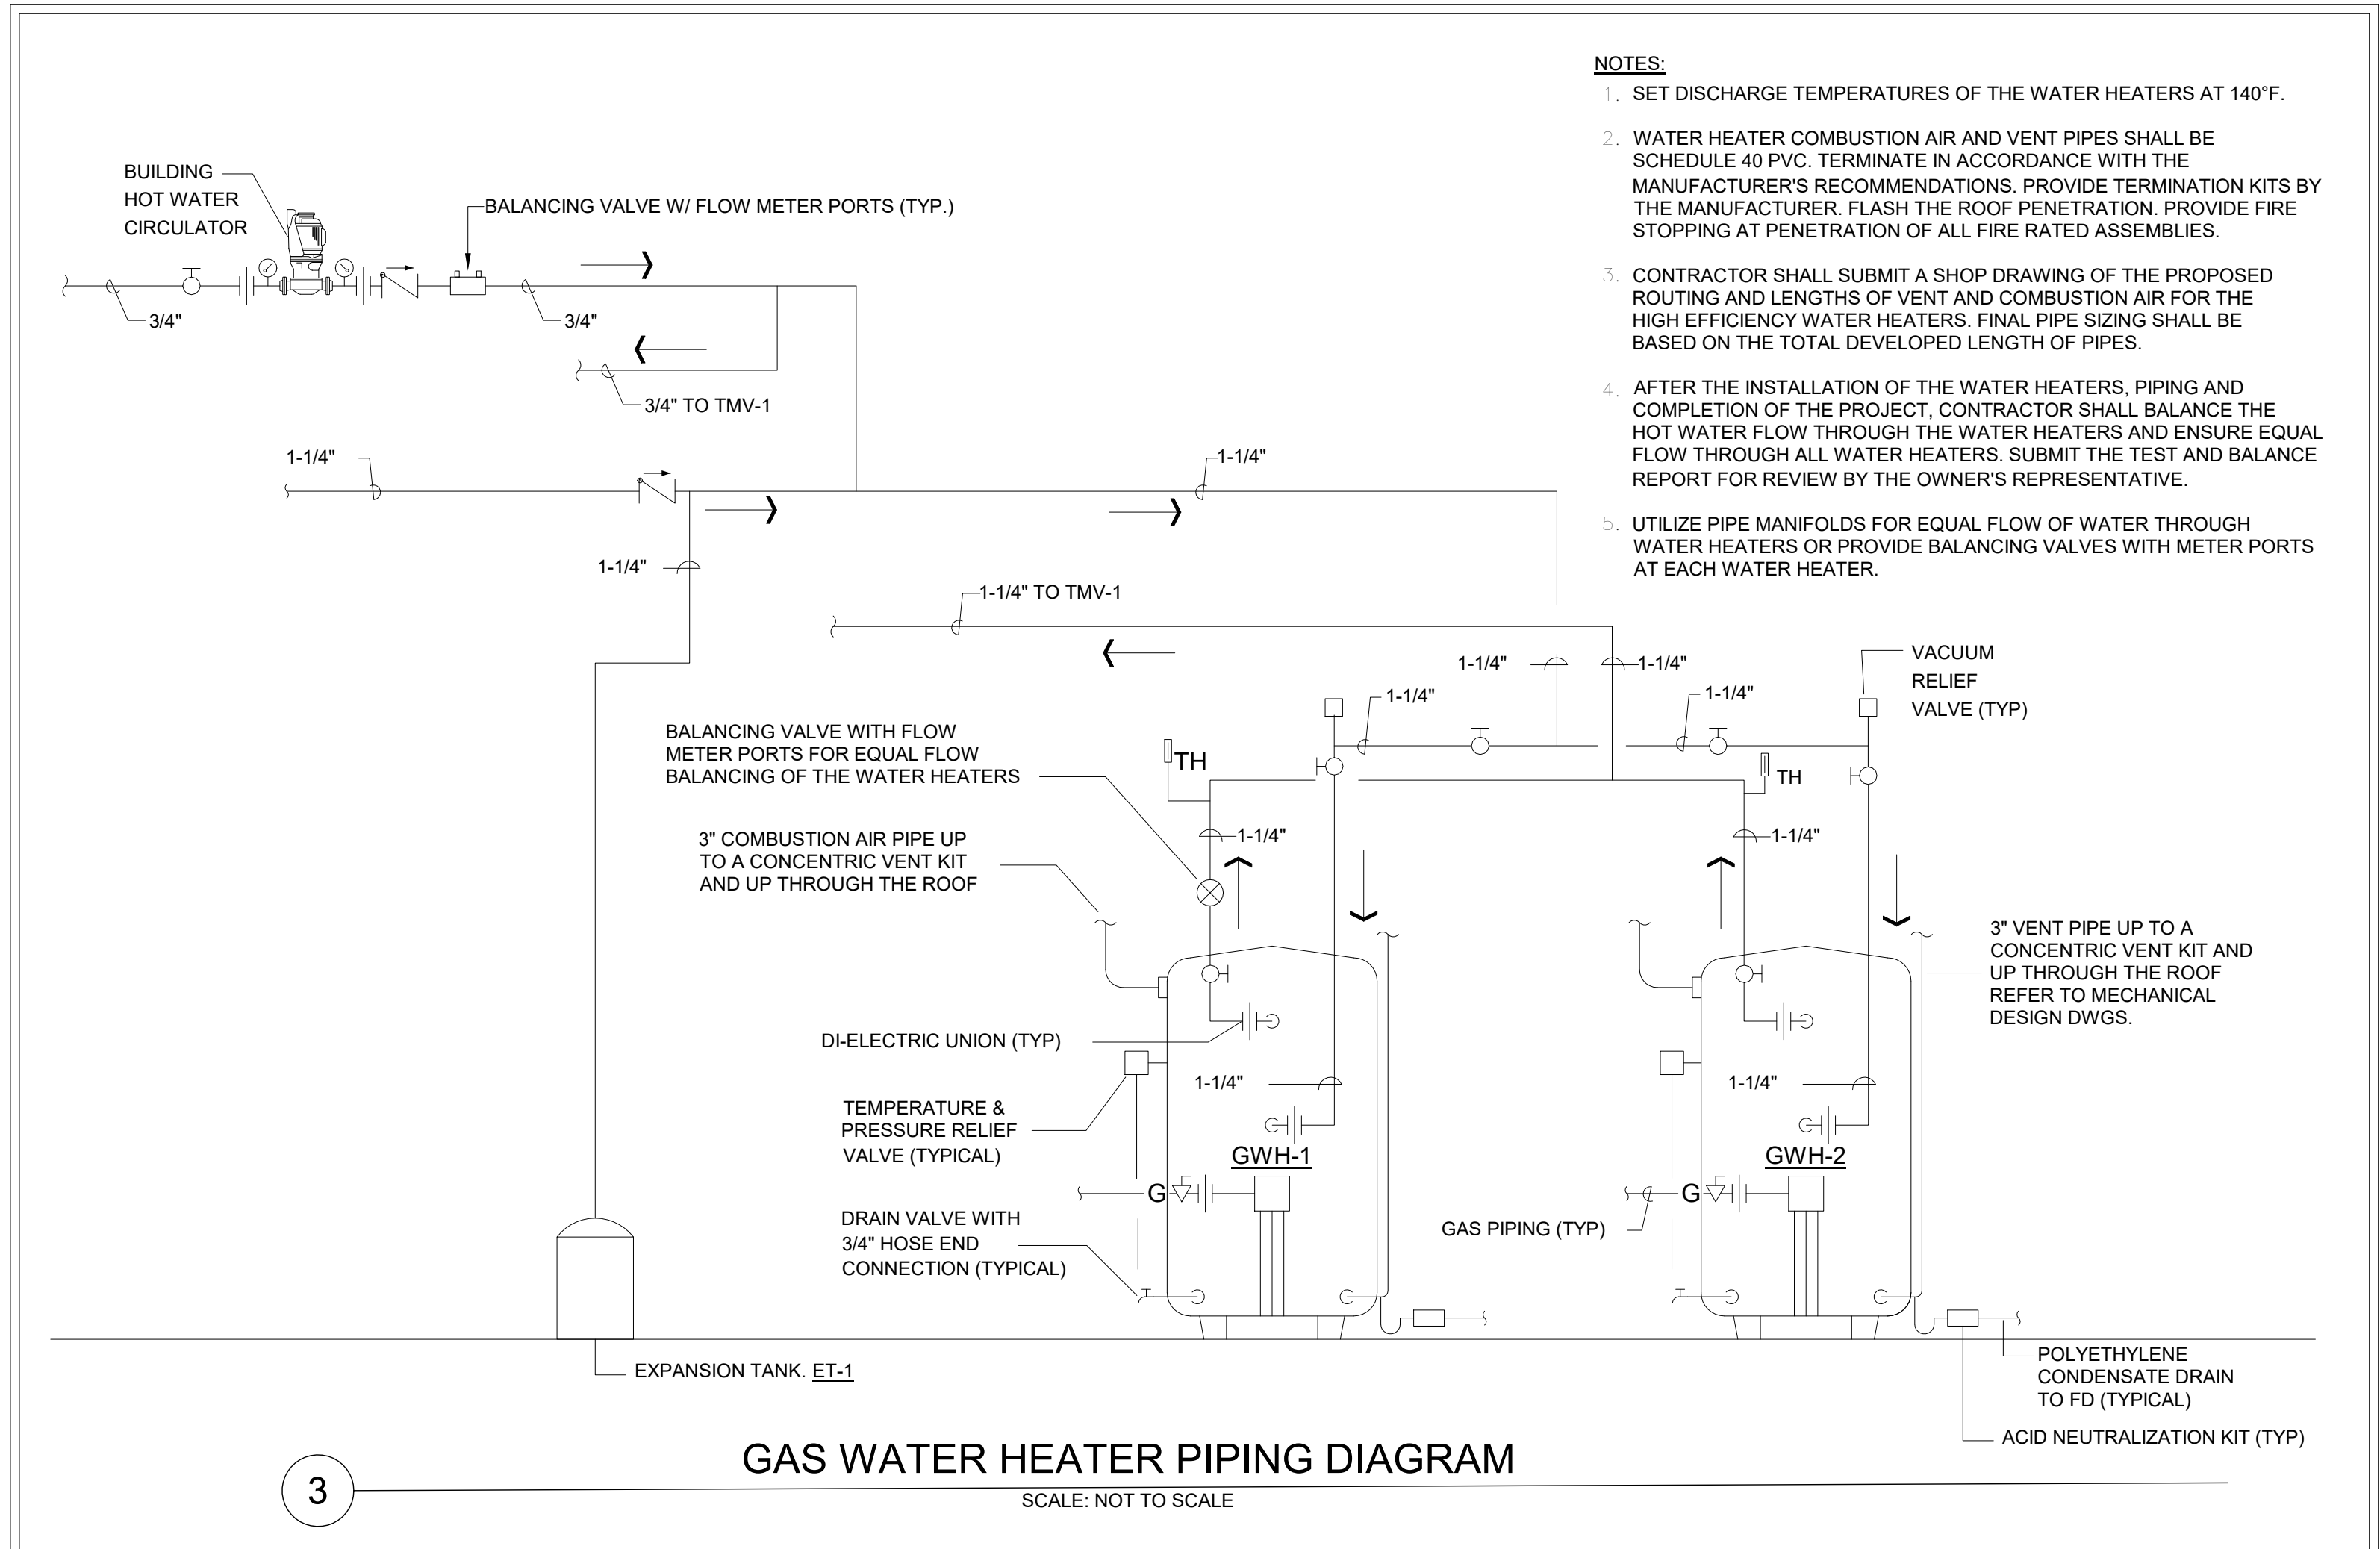 NOTES:
1. SET DISCHARGE TEMPERATURES OF THE WATER HEATERS AT 140°F.
2. WATER HEATER COMBUSTION AIR AND VENT PIPES SHALL BE
SCHEDULE 40 PVC. TERMINATE IN ACCORDANCE WITH THE
MANUFACTURER'S RECOMMENDATIONS. PROVIDE TERMINATION KITS BY
THE MANUFACTURER. FLASH THE ROOF PENETRATION. PROVIDE FIRE
STOPPING AT PENETRATION OF ALL FIRE RATED ASSEMBLIES.
3. CONTRACTOR SHALL SUBMIT A SHOP DRAWING OF THE PROPOSED
ROUTING AND LENGTHS OF VENT AND COMBUSTION AIR FOR THE
HIGH EFFICIENCY WATER HEATERS. FINAL PIPE SIZING SHALL BE
BASED ON THE TOTAL DEVELOPED LENGTH OF PIPES.
4. AFTER THE INSTALLATION OF THE WATER HEATERS, PIPING AND
COMPLETION OF THE PROJECT, CONTRACTOR SHALL BALANCE THE
HOT WATER FLOW THROUGH THE WATER HEATERS AND ENSURE EQUAL
FLOW THROUGH ALL WATER HEATERS. SUBMIT THE TEST AND BALANCE
REPORT FOR REVIEW BY THE OWNER'S REPRESENTATIVE.
5. UTILIZE PIPE MANIFOLDS FOR EQUAL FLOW OF WATER THROUGH
WATER HEATERS OR PROVIDE BALANCING VALVES WITH METER PORTS
AT EACH WATER HEATER.
BUILDING
HOT WATER
CIRCULATOR
BALANCING VALVE W/ FLOW METER PORTS (TYP.)
3/4"
3/4"
3/4" TO TMV-1
1-1/4"
1-1/4"
1-1/4"
1-1/4" TO TMV-1
1-1/4"
1-1/4"
1-1/4"
1-1/4"
VACUUM
RELIEF
VALVE (TYP)
BALANCING VALVE WITH FLOW
METER PORTS FOR EQUAL FLOW
BALANCING OF THE WATER HEATERS
TH
TH
3" COMBUSTION AIR PIPE UP
TO A CONCENTRIC VENT KIT
AND UP THROUGH THE ROOF
1-1/4"
1-1/4"
3" VENT PIPE UP TO A
CONCENTRIC VENT KIT AND
UP THROUGH THE ROOF
REFER TO MECHANICAL
DESIGN DWGS.
DI-ELECTRIC UNION (TYP)
1-1/4"
1-1/4"
TEMPERATURE &
PRESSURE RELIEF
VALVE (TYPICAL)
GWH-1
GWH-2
G
G
DRAIN VALVE WITH
3/4" HOSE END
CONNECTION (TYPICAL)
GAS PIPING (TYP)
EXPANSION TANK. ET-1
POLYETHYLENE
CONDENSATE DRAIN
TO FD (TYPICAL)
ACID NEUTRALIZATION KIT (TYP)
3
GAS WATER HEATER PIPING DIAGRAM
SCALE: NOT TO SCALE